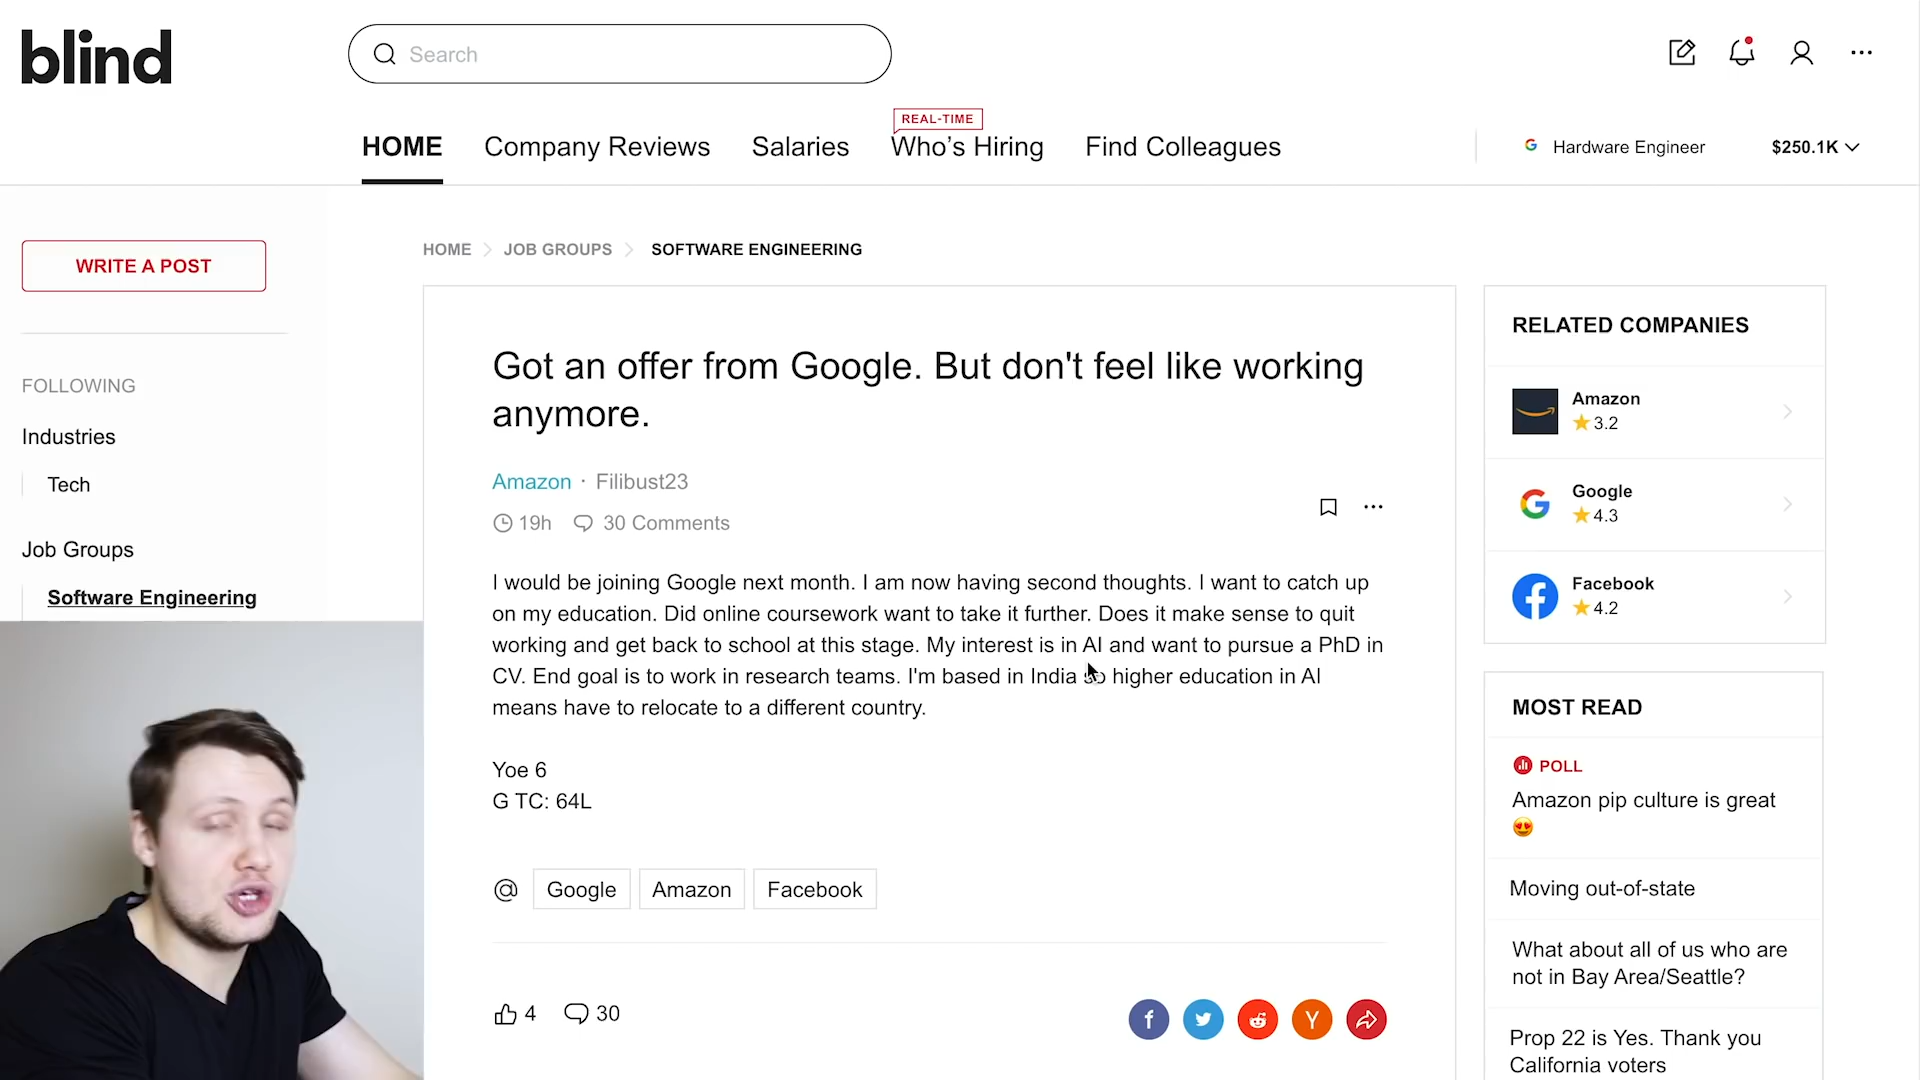 blind
Search
HOME
Company Reviews
Salaries
REAL-TIME
Who's Hiring
Find Colleagues
Hardware Engineer
$250.1K
WRITE A POST
FOLLOWING
Industries
Tech
Job Groups
Software Engineering
HOME
JOB GROUPS
SOFTWARE ENGINEERING
Got an offer from Google. But don't feel like working
anymore.
Amazon · Filibust23
19h 30 Comments
I would be joining Google next month. I am now having second thoughts. I want to catch up
on my education. Did online coursework want to take it further. Does it make sense to quit
working and get back to school at this stage. My interest is in AI and want to pursue a PhD in
CV. End goal is to work in research teams. I'm based in India so higher education in AI
means have to relocate to a different country.
Yoe 6
G TC: 64L
@ Google Amazon Facebook
4 30
RELATED COMPANIES
Amazon
3.2
Google
4.3
Facebook
4.2
MOST READ
POLL
Amazon pip culture is great
Moving out-of-state
What about all of us who are
not in Bay Area/Seattle?
Prop 22 is Yes. Thank you
California voters